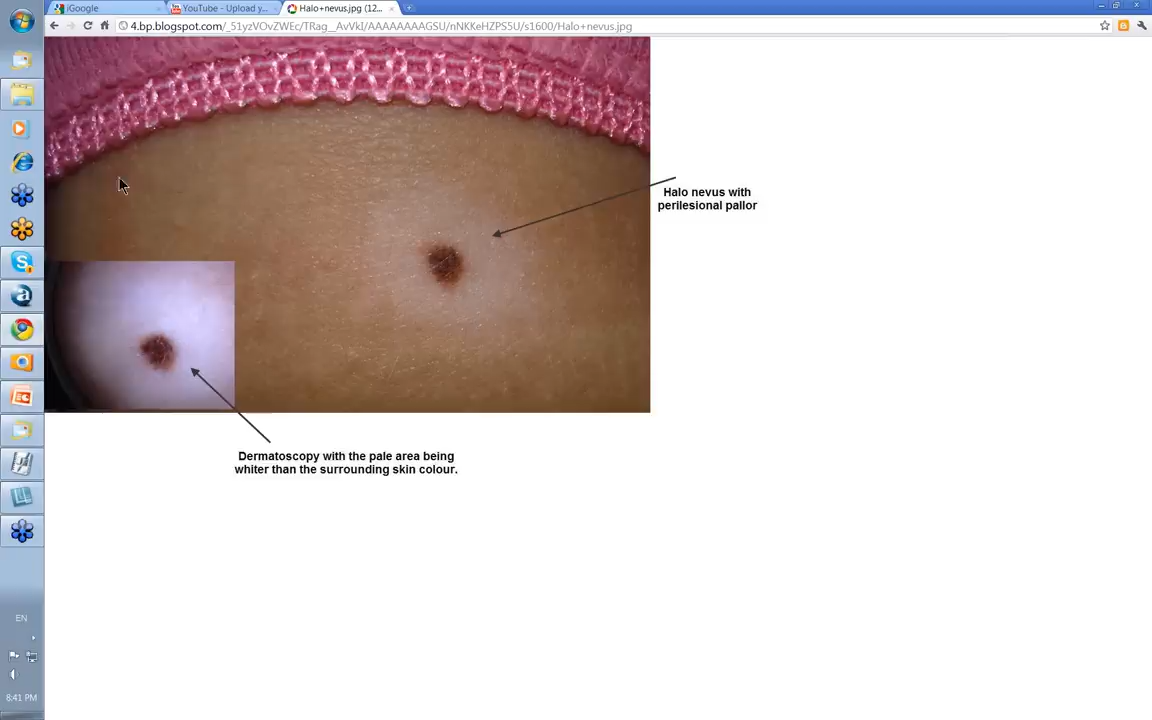 iGoogle
YouTube - Upload y...
Halo+nevus.jpg (12...
4.bp.blogspot.com/_51yzVOvZWEc/TRag__AvVkI/AAAAAAAAGSU/nNKKeHZPS5U/s1600/Halo+nevus.jpg
Halo nevus with
perilesional pallor
Dermatoscopy with the pale area being
whiter than the surrounding skin colour.
EN
6:41 PM